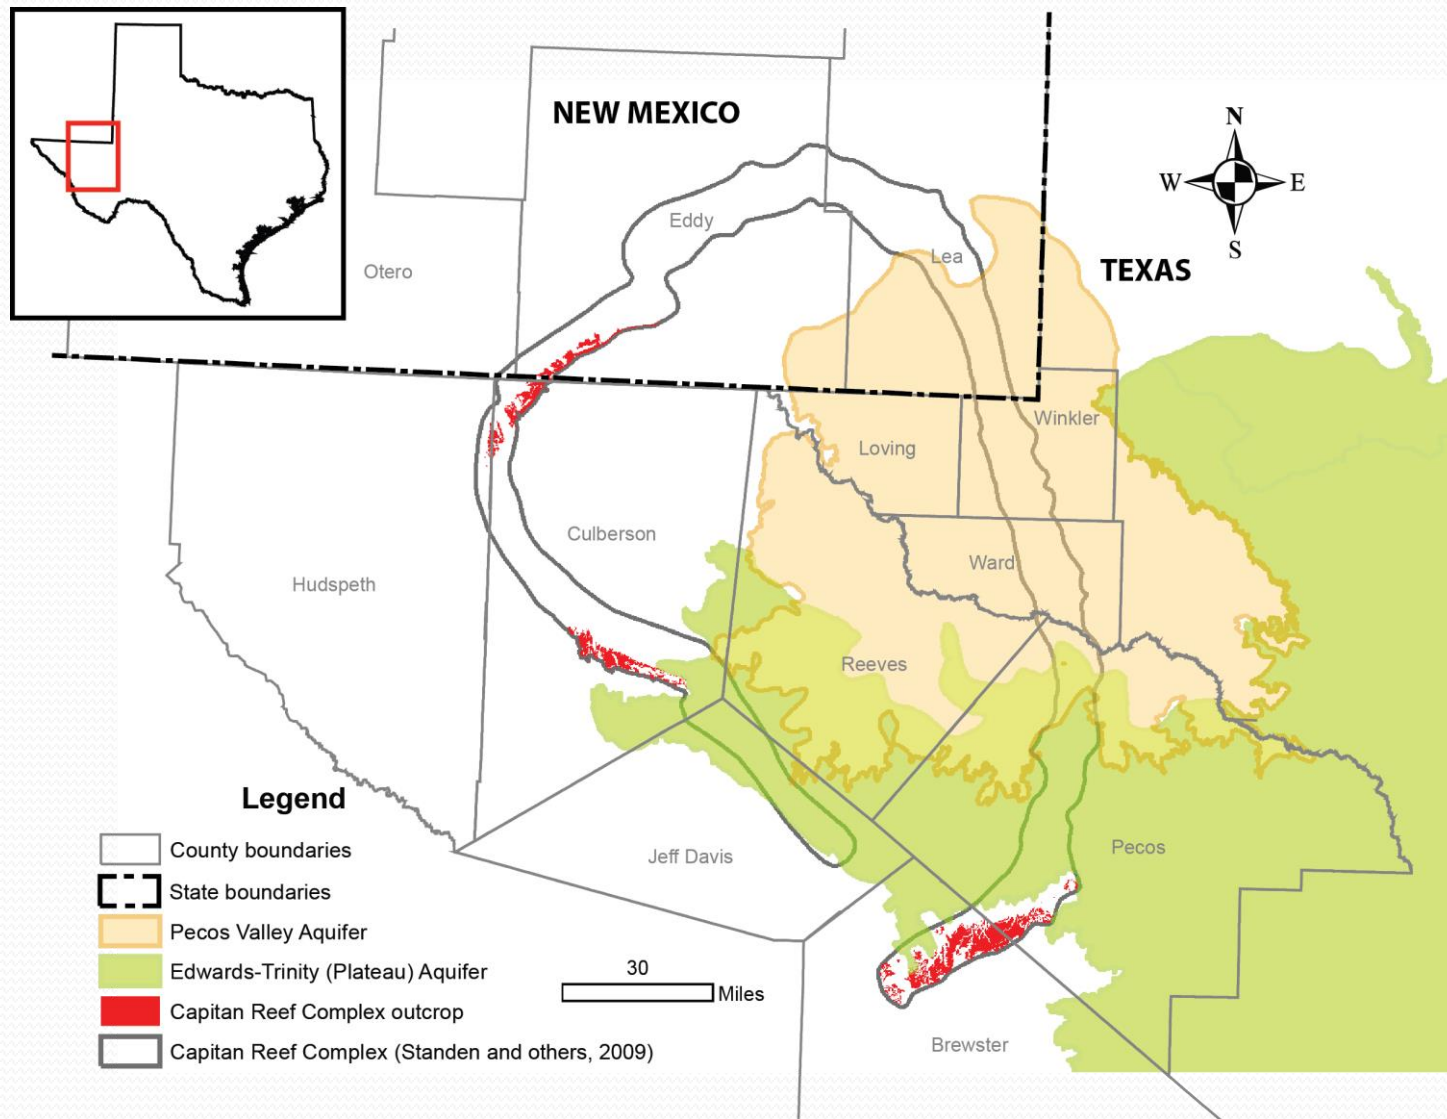 NEW MEXICO
N
W
E
S
Eddy
Otero
Lea
TEXAS
Winkler
Loving
Culberson
Ward
Hudspeth
Reeves
Legend
County boundaries
State boundaries
Pecos Valley Aquifer
Edwards-Trinity (Plateau) Aquifer
Capitan Reef Complex outcrop
Capitan Reef Complex (Standen and others, 2009)
Jeff Davis
Pecos
30
Miles
Brewster